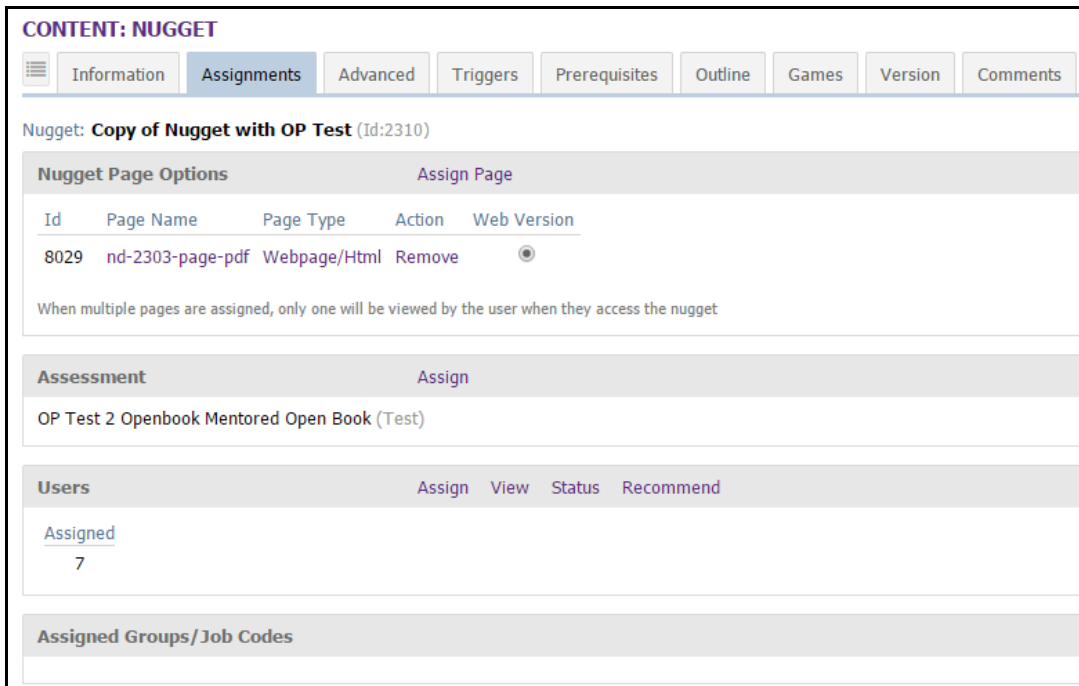 CONTENT: NUGGET
Information Assignments Advanced Triggers Prerequisites Outline Games Version Comments
Nugget: Copy of Nugget with OP Test (Id:2310)
Nugget Page Options Assign Page
Id Page Name Page Type Action Web Version
8029 nd-2303-page-pdf Webpage/Html Remove
When multiple pages are assigned, only one will be viewed by the user when they access the nugget
Assessment Assign
OP Test 2 Openbook Mentored Open Book (Test)
Users Assign View Status Recommend
Assigned
7
Assigned Groups/Job Codes